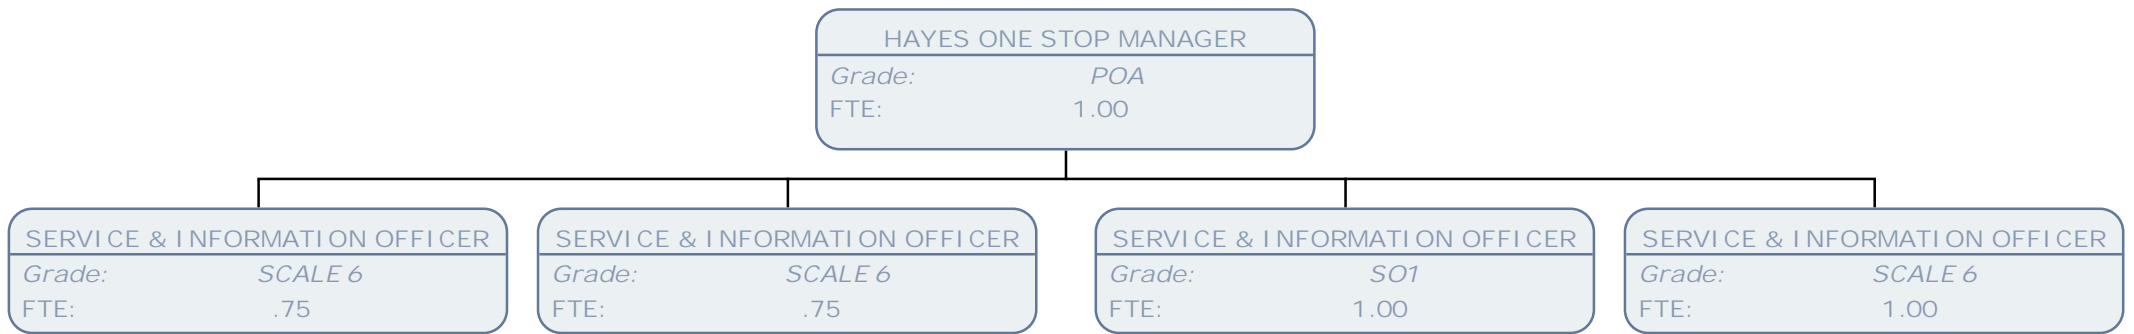 HAYES ONE STOP MANAGER
Grade: POA
FTE: 1.00
SERVICE & INFORMATION OFFICER
Grade: SCALE 6
FTE: .75
SERVICE & INFORMATION OFFICER
Grade: SCALE 6
FTE: .75
SERVICE & INFORMATION OFFICER
Grade: SO1
FTE: 1.00
SERVICE & INFORMATION OFFICER
Grade: SCALE 6
FTE: 1.00